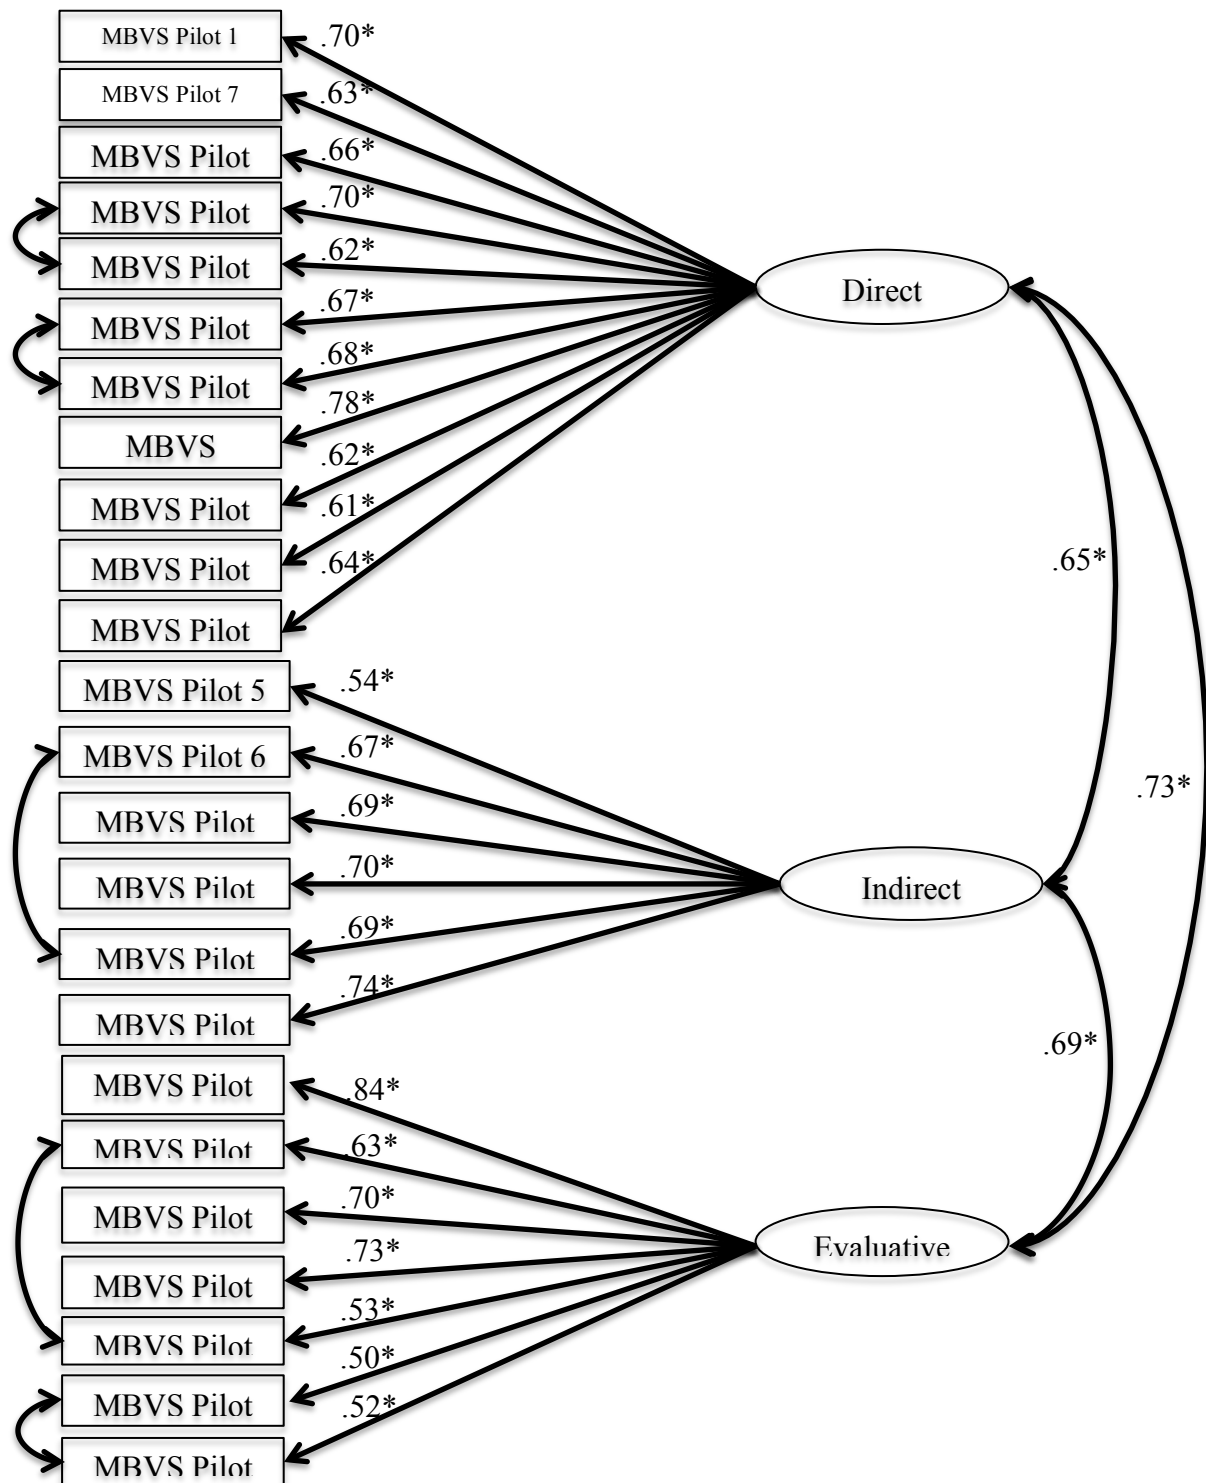 MBVS Pilot 1
.70*
MBVS Pilot 7
.63*
MBVS Pilot
.66*
MBVS Pilot
.70*
MBVS Pilot
.62*
MBVS Pilot
.67*
MBVS Pilot
.68*
MBVS
.78*
MBVS Pilot
.62*
MBVS Pilot
.61*
MBVS Pilot
.64*
Direct
.65*
.73*
MBVS Pilot 5
.54*
MBVS Pilot 6
.67*
MBVS Pilot
.69*
MBVS Pilot
.70*
MBVS Pilot
.69*
MBVS Pilot
.74*
Indirect
.69*
MBVS Pilot
.84*
MBVS Pilot
.63*
MBVS Pilot
.70*
MBVS Pilot
.73*
MBVS Pilot
.53*
MBVS Pilot
.50*
MBVS Pilot
.52*
Evaluative